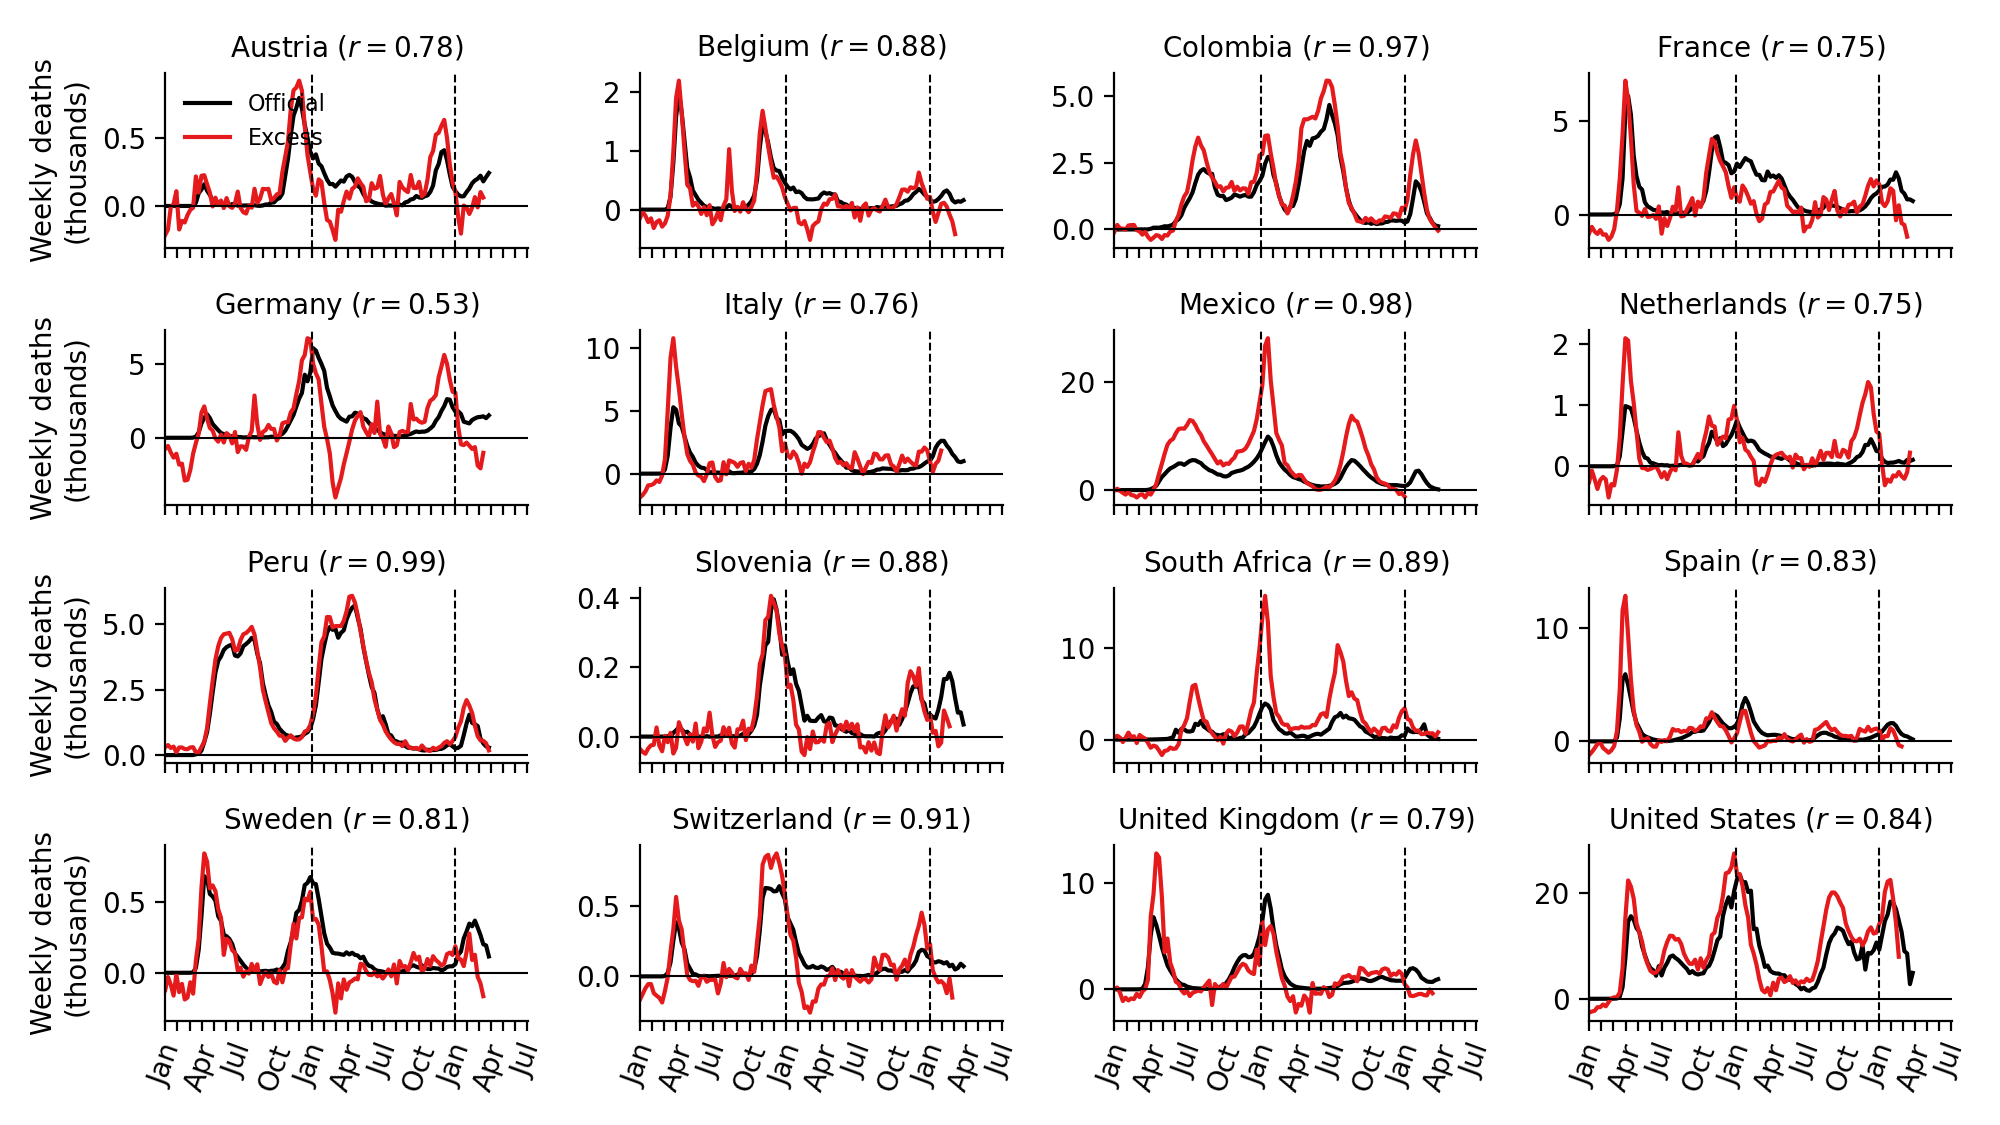 Austria (r = 0.78)
Belgium (r = 0.88)
Colombia (r = 0.97)
France (r = 0.75)
Weekly deaths
(thousands)
0.5
0.0
Official
Excess
2
1
0
5.0
2.5
0.0
5
0
Germany (r = 0.53)
Italy (r = 0.76)
Mexico (r = 0.98)
Netherlands (r = 0.75)
Weekly deaths
(thousands)
5
0
10
5
0
20
0
2
1
0
Peru (r = 0.99)
Slovenia (r = 0.88)
South Africa (r = 0.89)
Spain (r = 0.83)
Weekly deaths
(thousands)
5.0
2.5
0.0
0.4
0.2
0.0
10
0
10
0
Sweden (r = 0.81)
Switzerland (r = 0.91)
United Kingdom (r = 0.79)
United States (r = 0.84)
Weekly deaths
(thousands)
0.5
0.0
0.5
0.0
10
0
20
0
Jan Apr Jul Oct Jan Apr Jul Oct Jan Apr Jul
Jan Apr Jul Oct Jan Apr Jul Oct Jan Apr Jul
Jan Apr Jul Oct Jan Apr Jul Oct Jan Apr Jul
Jan Apr Jul Oct Jan Apr Jul Oct Jan Apr Jul